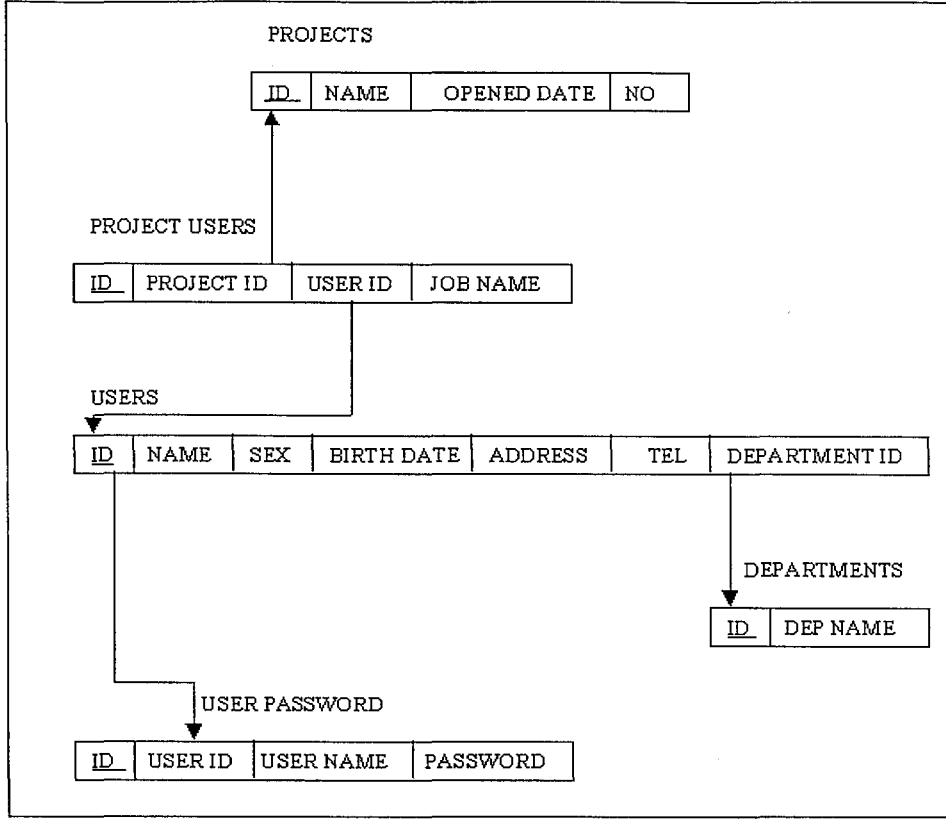 PROJECTS
ID NAME OPENED DATE NO
PROJECT USERS
ID PROJECT ID USER ID JOB NAME
USERS
ID NAME SEX BIRTH DATE ADDRESS TEL DEPARTMENT ID
DEPARTMENTS
ID DEP NAME
USER PASSWORD
ID USER ID USER NAME PASSWORD